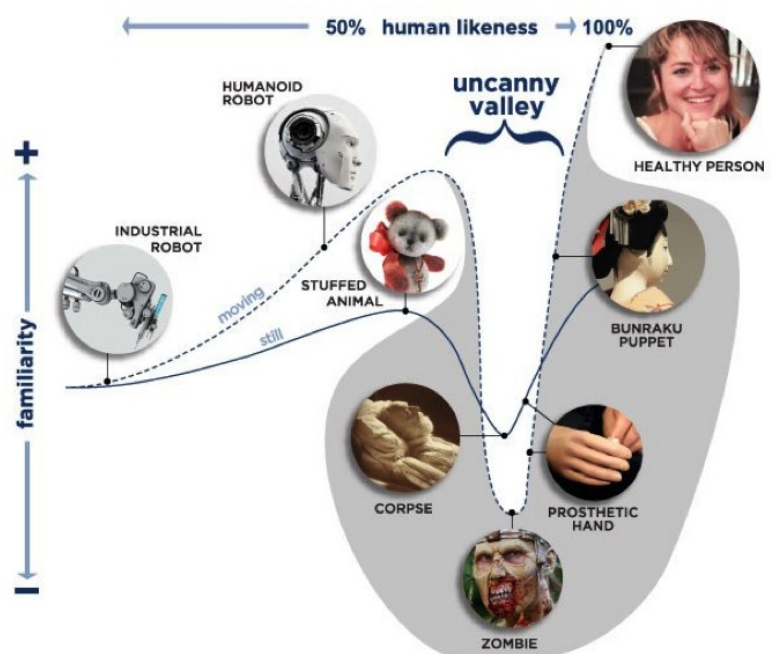 50% human likeness 100%
HUMANOID
ROBOT
uncanny
valley
HEALTHY PERSON
+
INDUSTRIAL
ROBOT
STUFFED
ANIMAL
moving
still
BUNRAKU
PUPPET
familiarity
CORPSE
PROSTHETIC
HAND
–
ZOMBIE